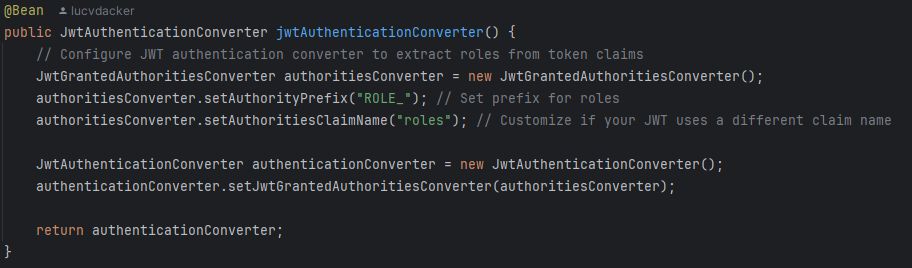 @Bean lucvdacker
public JwtAuthenticationConverter jwtAuthenticationConverter() {
    // Configure JWT authentication converter to extract roles from token claims
    JwtGrantedAuthoritiesConverter authoritiesConverter = new JwtGrantedAuthoritiesConverter();
    authoritiesConverter.setAuthorityPrefix("ROLE_"); // Set prefix for roles
    authoritiesConverter.setAuthoritiesClaimName("roles"); // Customize if your JWT uses a different claim name

    JwtAuthenticationConverter authenticationConverter = new JwtAuthenticationConverter();
    authenticationConverter.setJwtGrantedAuthoritiesConverter(authoritiesConverter);

    return authenticationConverter;
}